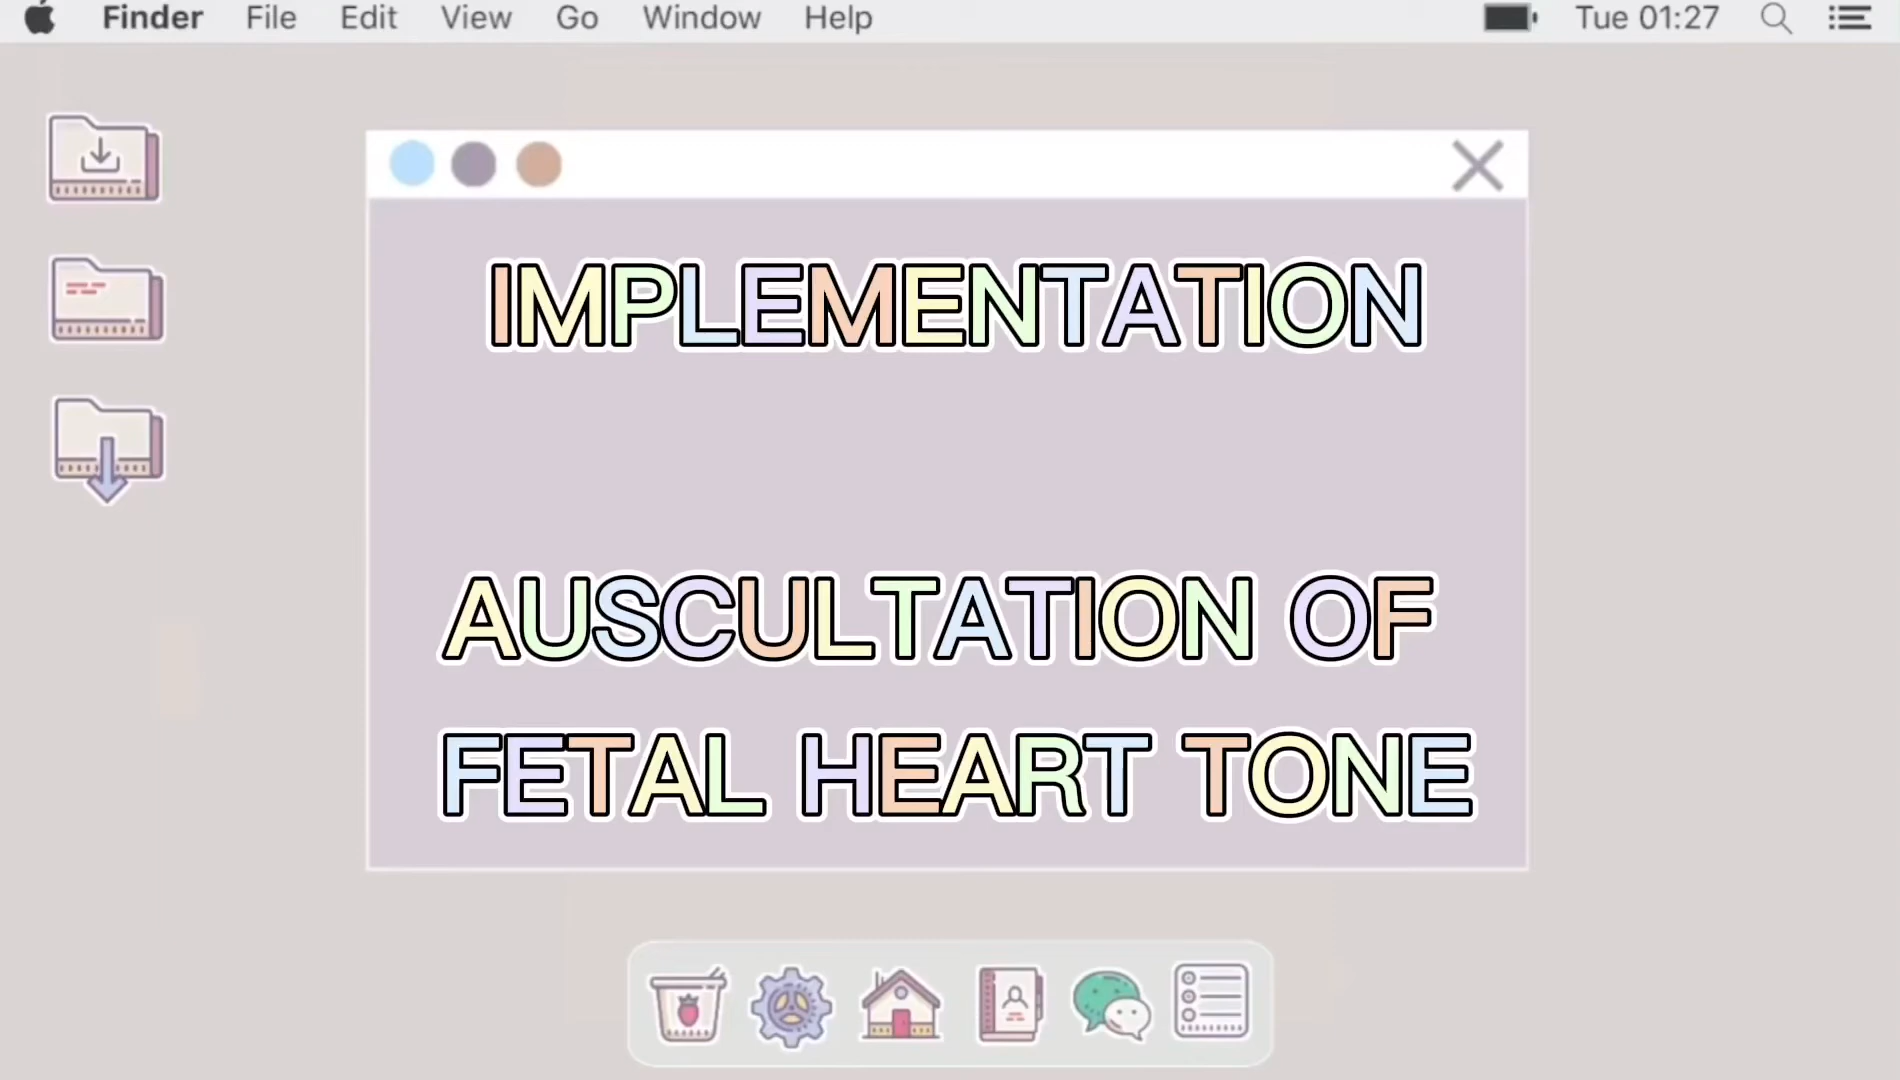 Finder File Edit View Go Window Help Tue 01:27
IMPLEMENTATION
AUSCULTATION OF
FETAL HEART TONE